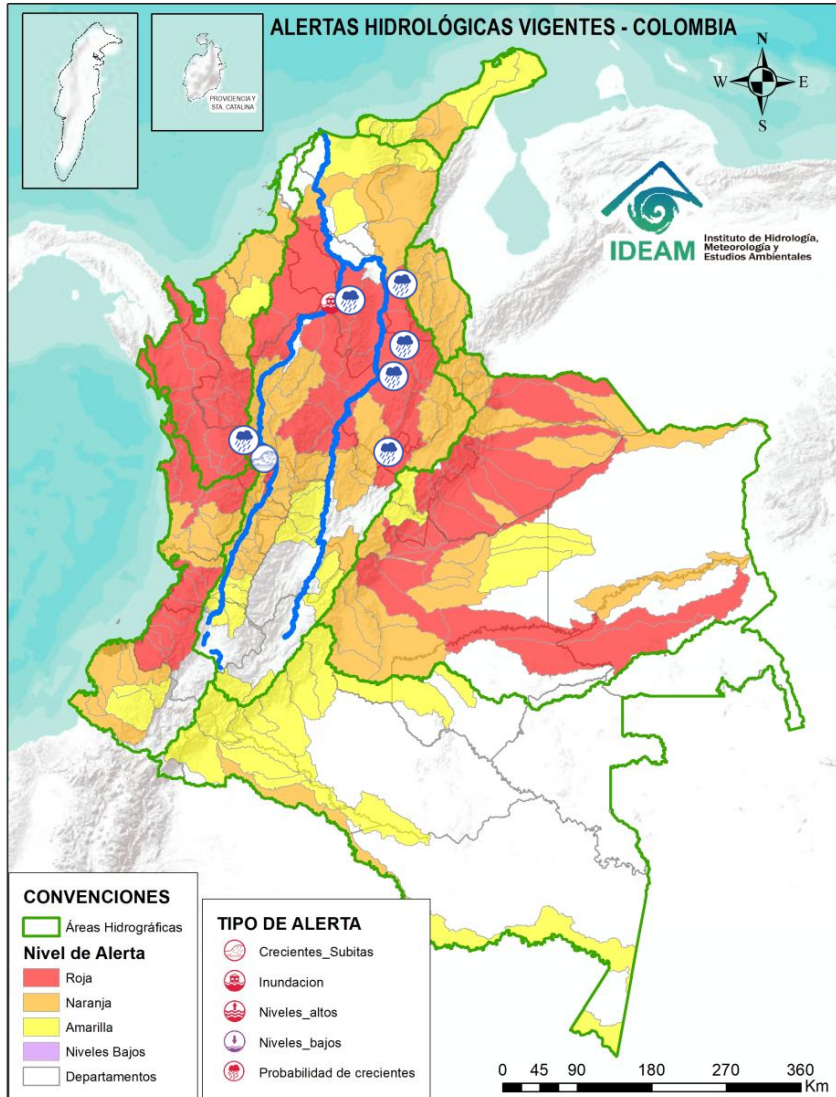 ALERTAS HIDROLÓGICAS VIGENTES - COLOMBIA
PROVIDENCIA Y
STA. CATALINA
N
W
E
S
IDEAM
Instituto de Hidrología,
Meteorología y
Estudios Ambientales
CONVENCIONES
Áreas Hidrográficas
Nivel de Alerta
Roja
Naranja
Amarilla
Niveles Bajos
Departamentos
TIPO DE ALERTA
Crecientes_Subitas
Inundacion
Niveles_altos
Niveles_bajos
Probabilidad de crecientes
0 45 90 180 270 360
Km